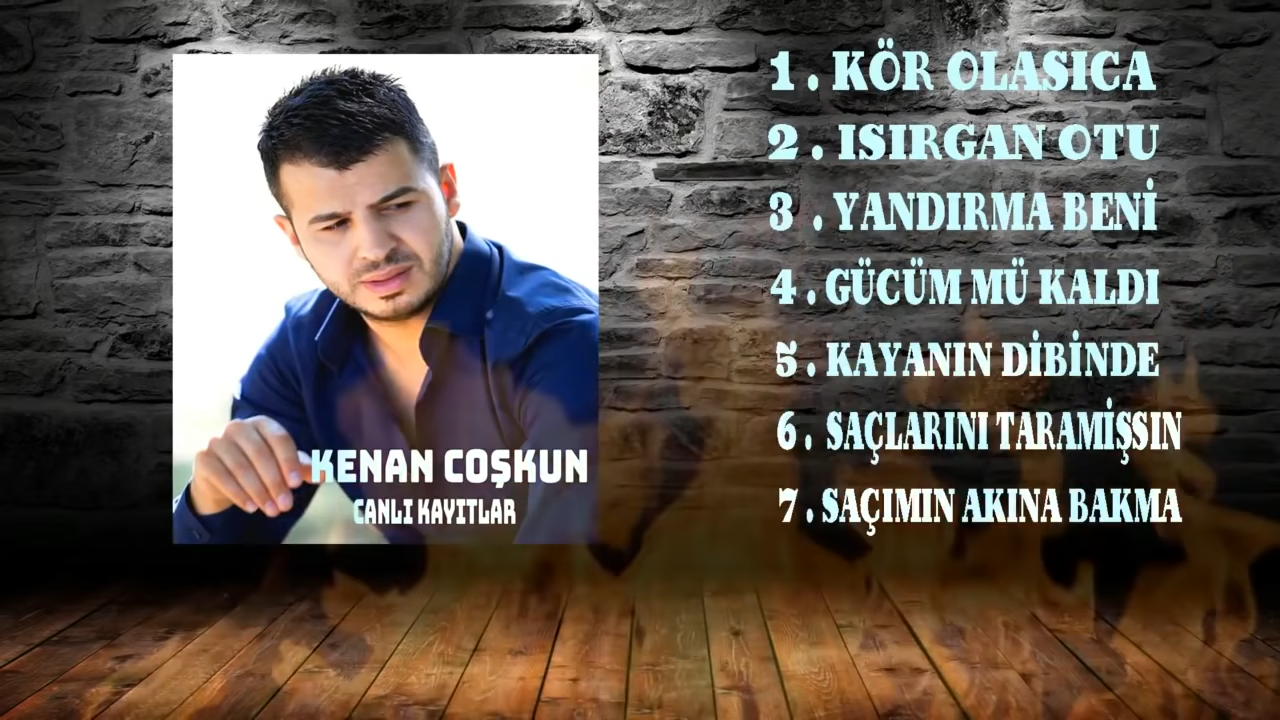 KENAN COŞKUN
CANLI KAYITLAR
1 . KÖR OLASICA
2 . ISIRGAN OTU
3 . YANDIRMA BENİ
4 . GÜCÜM MÜ KALDI
5 . KAYANIN DİBİNDE
6 . SAÇLARINI TARAMİŞSIN
7 . SAÇIMIN AKINA BAKMA